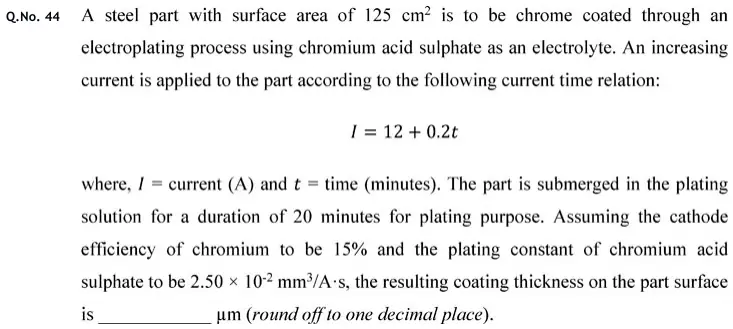 Q.No. 44 A steel part with surface area of 125 cm² is to be chrome coated through an
electroplating process using chromium acid sulphate as an electrolyte. An increasing
current is applied to the part according to the following current time relation:
I = 12 + 0.2t
where, I = current (A) and t = time (minutes). The part is submerged in the plating
solution for a duration of 20 minutes for plating purpose. Assuming the cathode
efficiency of chromium to be 15% and the plating constant of chromium acid
sulphate to be 2.50 × 10⁻² mm³/A·s, the resulting coating thickness on the part surface
is ____________ µm (round off to one decimal place).